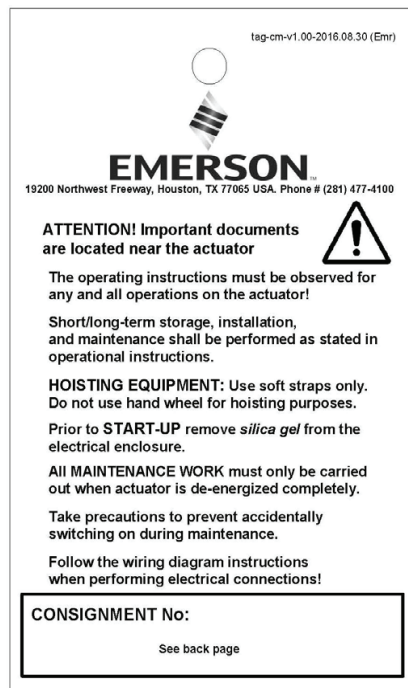 tag-cm-v1.00-2016.08.30 (Emr)
EMERSON™
19200 Northwest Freeway, Houston, TX 77065 USA. Phone # (281) 477-4100
ATTENTION! Important documents
are located near the actuator
The operating instructions must be observed for
any and all operations on the actuator!
Short/long-term storage, installation,
and maintenance shall be performed as stated in
operational instructions.
HOISTING EQUIPMENT: Use soft straps only.
Do not use hand wheel for hoisting purposes.
Prior to START-UP remove silica gel from the
electrical enclosure.
All MAINTENANCE WORK must only be carried
out when actuator is de-energized completely.
Take precautions to prevent accidentally
switching on during maintenance.
Follow the wiring diagram instructions
when performing electrical connections!
CONSIGNMENT No:
See back page